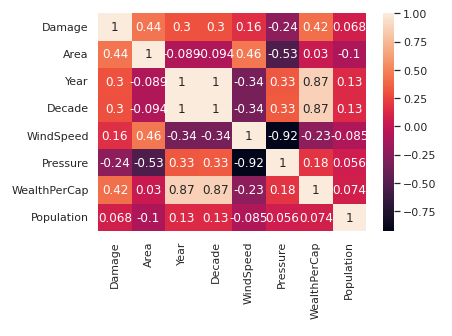 Damage 1 0.44 0.3 0.3 0.16 -0.24 0.42 0.068
Area 0.44 1 -0.089 -0.094 0.46 -0.53 0.03 -0.1
Year 0.3 -0.089 1 1 -0.34 0.33 0.87 0.13
Decade 0.3 -0.094 1 1 -0.34 0.33 0.87 0.13
WindSpeed 0.16 0.46 -0.34 -0.34 1 -0.92 -0.23 -0.085
Pressure -0.24 -0.53 0.33 0.33 -0.92 1 0.18 0.056
WealthPerCap 0.42 0.03 0.87 0.87 -0.23 0.18 1 0.074
Population 0.068 -0.1 0.13 0.13 -0.085 0.056 0.074 1
Damage
Area
Year
Decade
WindSpeed
Pressure
WealthPerCap
Population
1.00
0.75
0.50
0.25
0.00
−0.25
−0.50
−0.75